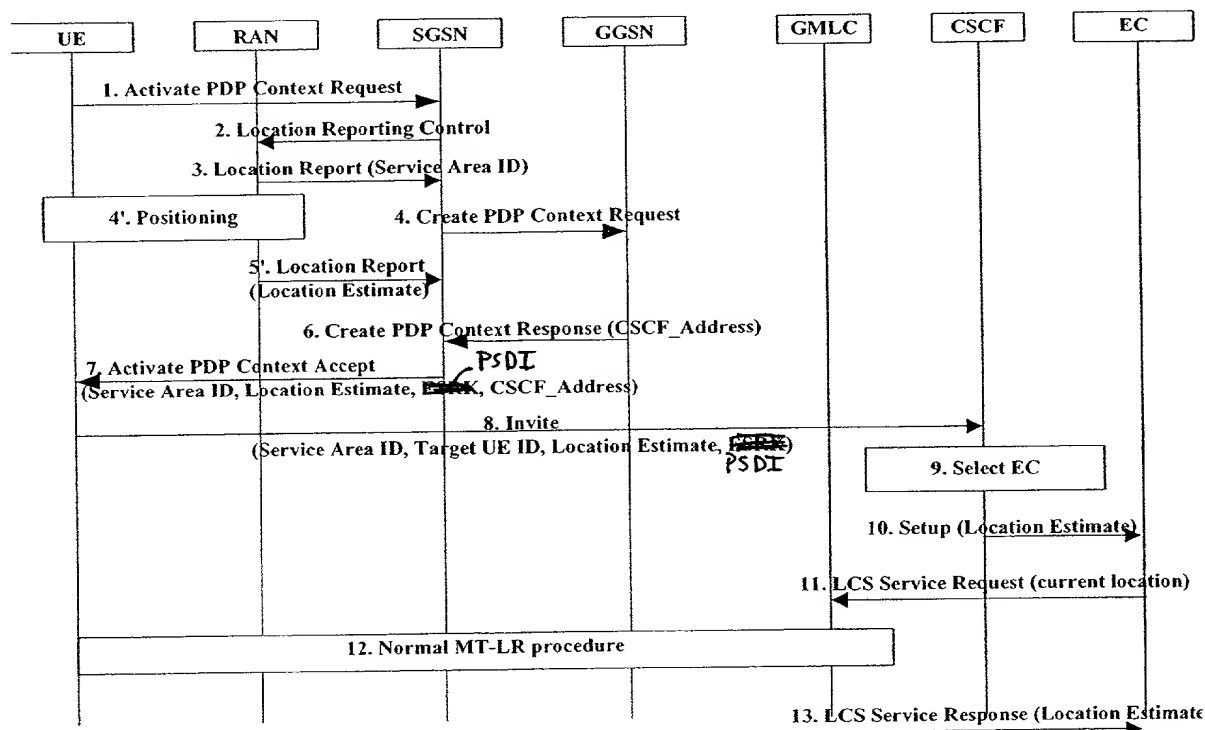 UE RAN SGSN GGSN GMLC CSCF EC
1. Activate PDP Context Request
2. Location Reporting Control
3. Location Report (Service Area ID)
4'. Positioning
4. Create PDP Context Request
5'. Location Report
(Location Estimate)
6. Create PDP Context Response (CSCF_Address)
7. Activate PDP Context Accept
PSDI
(Service Area ID, Location Estimate, , CSCF_Address)
8. Invite
(Service Area ID, Target UE ID, Location Estimate, )
PSDI
9. Select EC
10. Setup (Location Estimate)
11. LCS Service Request (current location)
12. Normal MT-LR procedure
13. LCS Service Response (Location Estimate